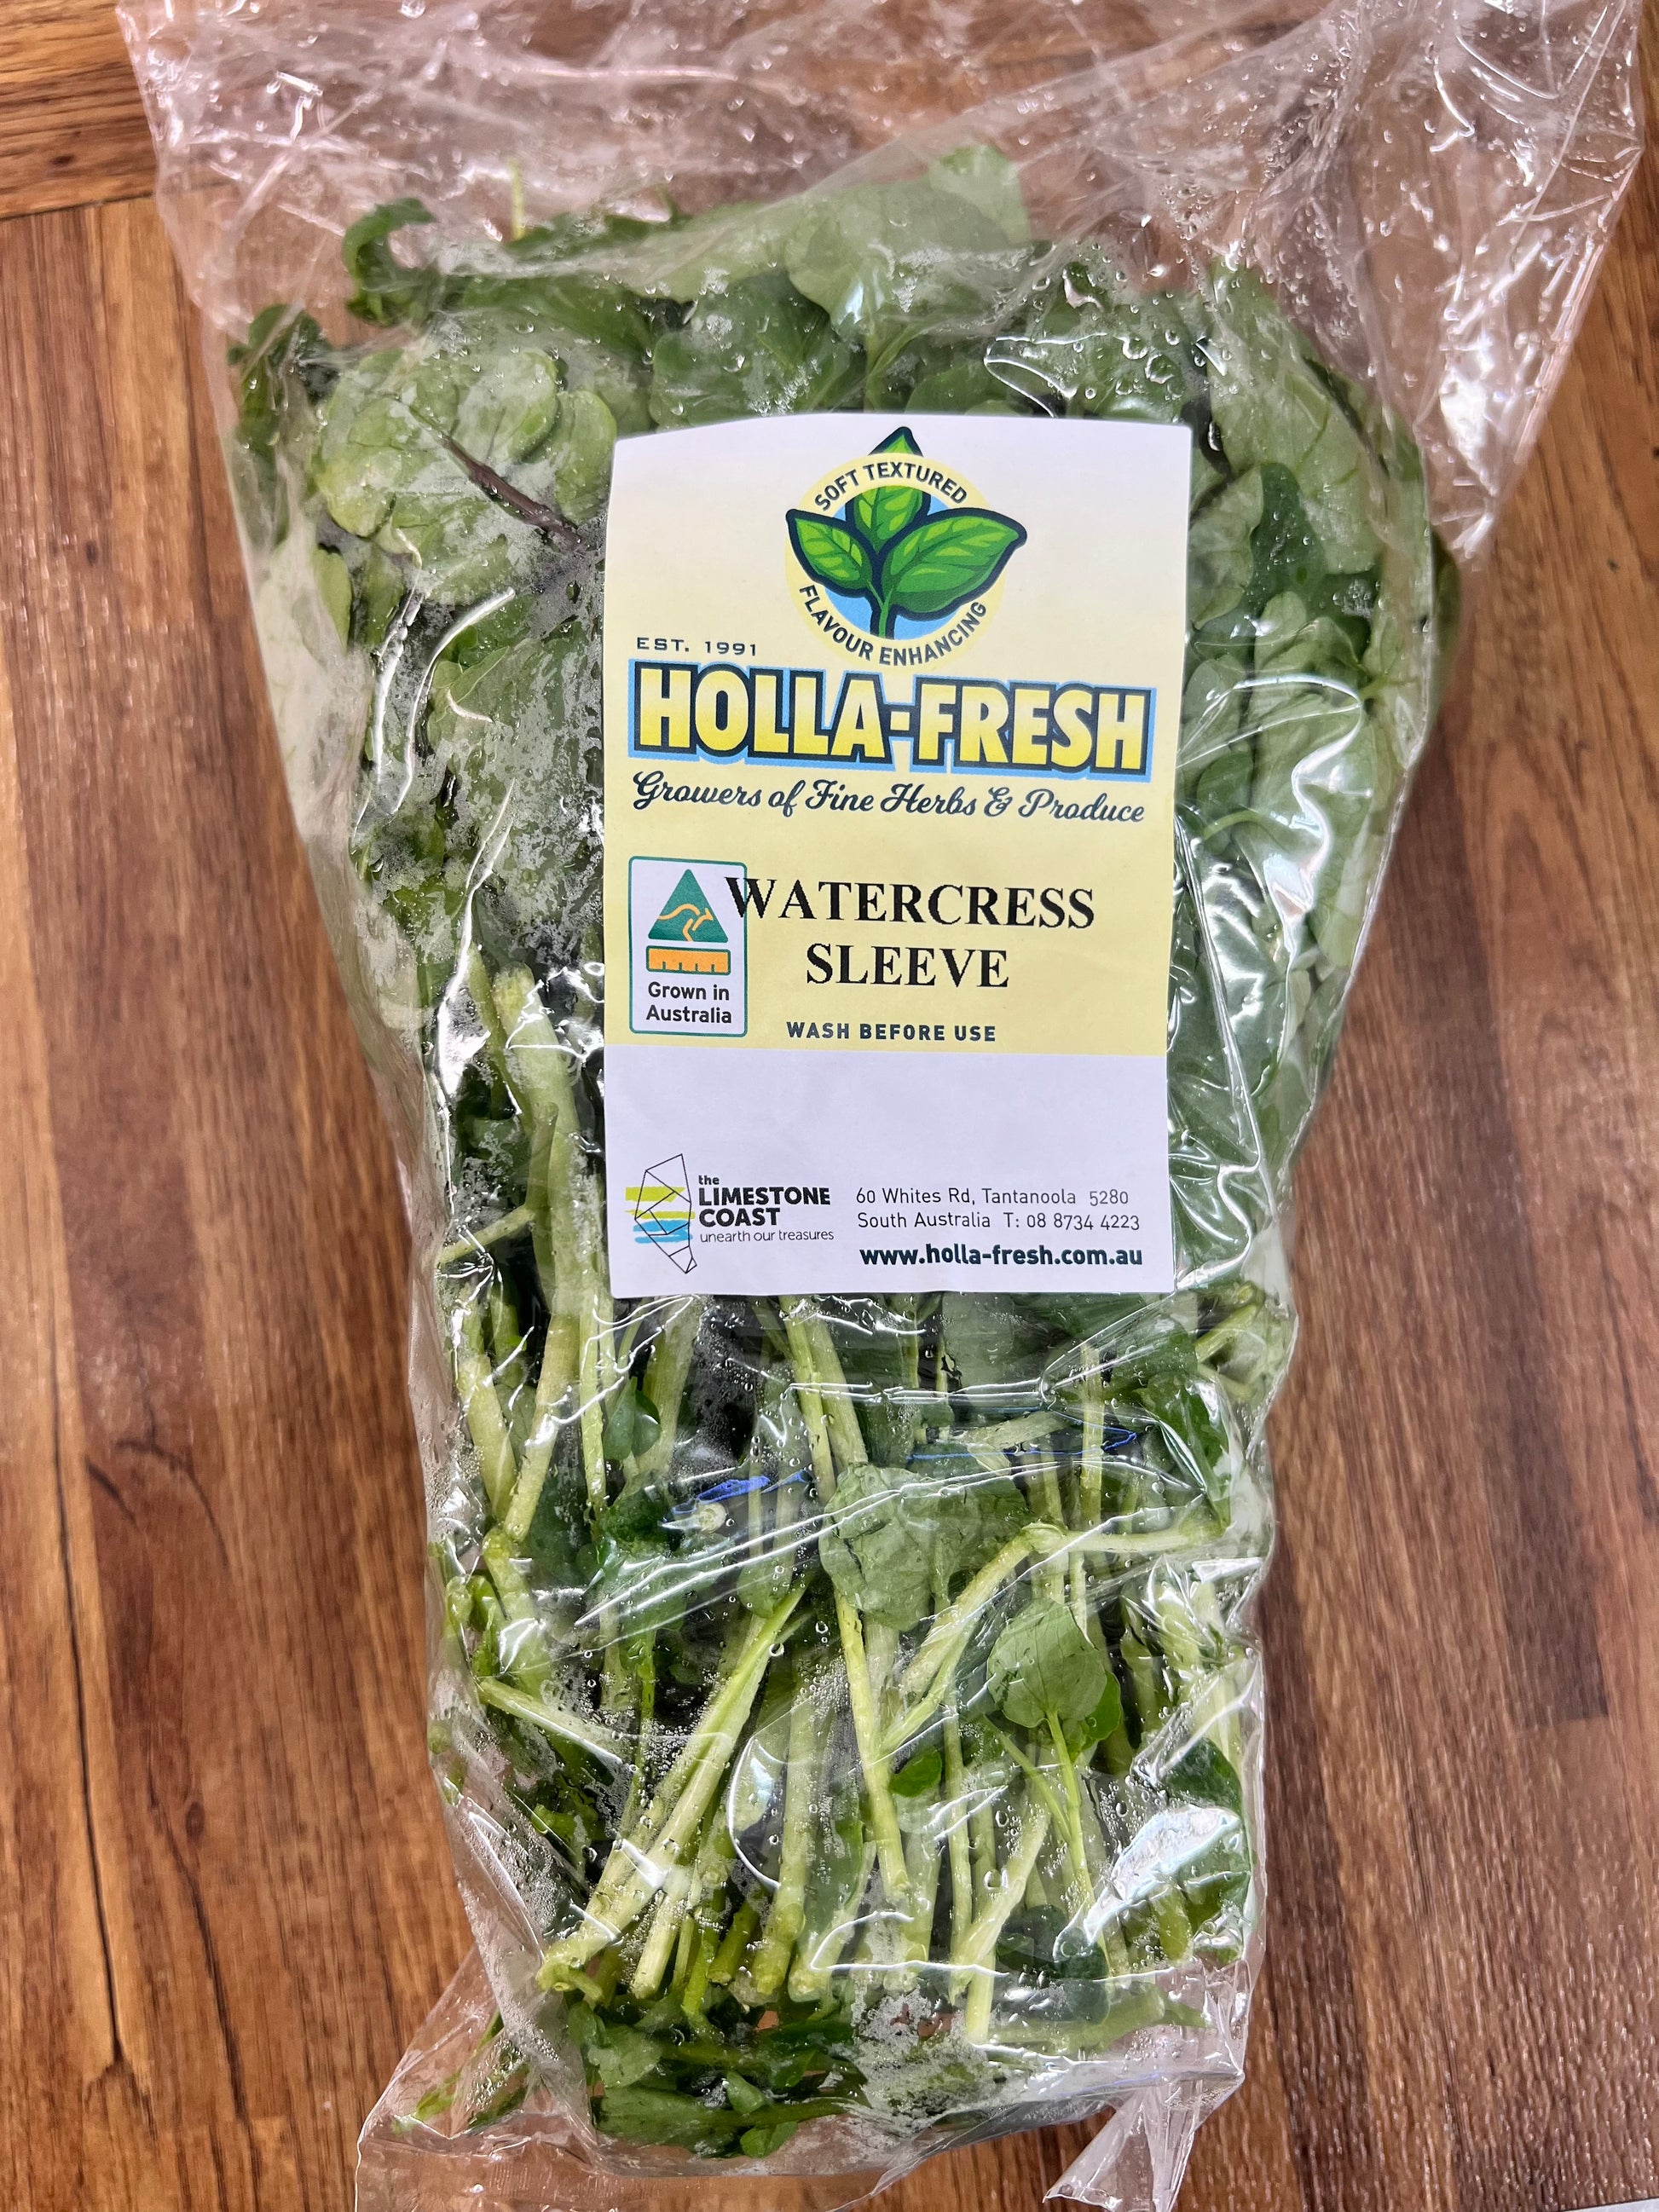 SOFT TEXTURED
FLAVOUR ENHANCING
EST. 1991
HOLLA-FRESH
Growers of Fine Herbs & Produce
WATERCRESS
SLEEVE
Grown in
Australia
WASH BEFORE USE
the
LIMESTONE
COAST
unearth our treasures
60 Whites Rd, Tantanoola 5280
South Australia T: 08 8734 4223
www.holla-fresh.com.au